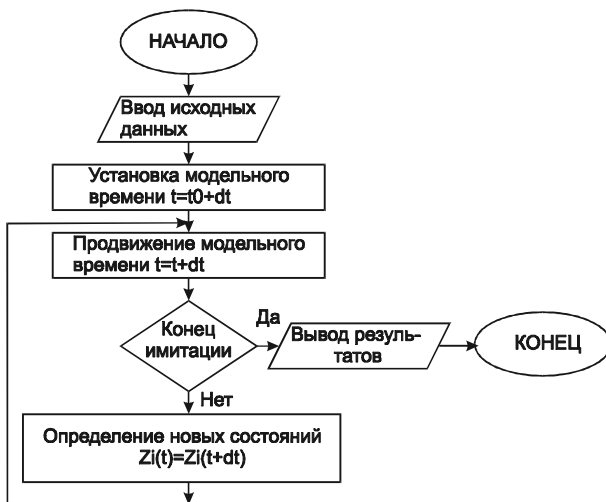 НАЧАЛО
Ввод исходных
данных
Установка модельного
времени t=t0+dt
Продвижение модельного
времени t=t+dt
Конец
имитации
Да
Вывод резуль-
татов
КОНЕЦ
Нет
Определение новых состояний
Zi(t)=Zi(t+dt)